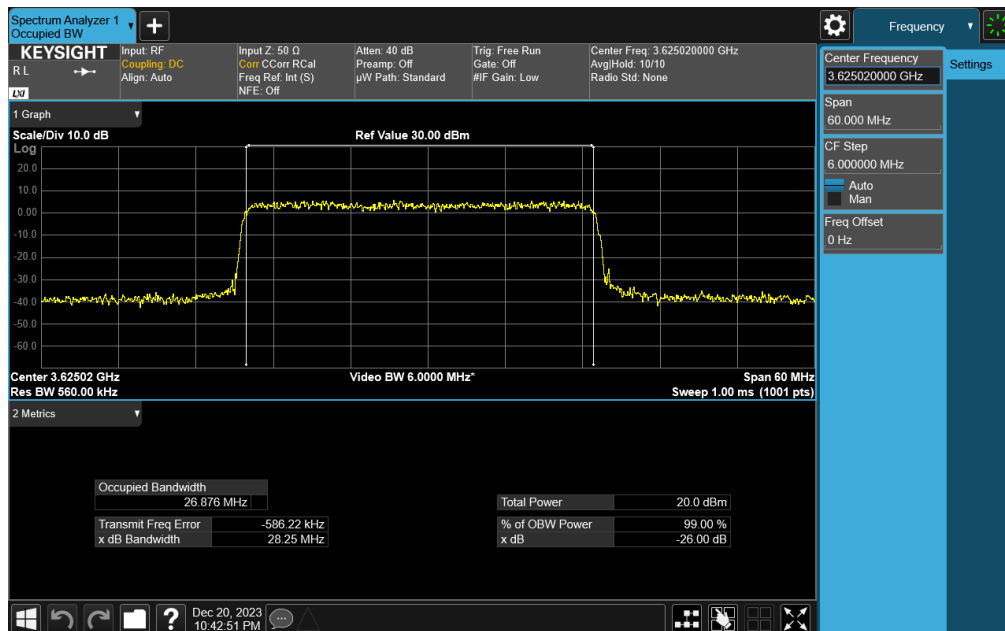 Spectrum Analyzer 1
Occupied BW
Frequency
KEYSIGHT
R L
LXI
Input: RF
Coupling: DC
Align: Auto
Input Z: 50 Ω
Corr CCorr RCal
Freq Ref: Int (S)
NFE: Off
Atten: 40 dB
Preamp: Off
µW Path: Standard
Trig: Free Run
Gate: Off
#IF Gain: Low
Center Freq: 3.625020000 GHz
Avg|Hold: 10/10
Radio Std: None
Center Frequency
3.625020000 GHz
Settings
Span
60.000 MHz
CF Step
6.000000 MHz
Auto
Man
Freq Offset
0 Hz
1 Graph
Scale/Div 10.0 dB
Ref Value 30.00 dBm
Log
20.0
10.0
0.00
-10.0
-20.0
-30.0
-40.0
-50.0
-60.0
Center 3.62502 GHz
Video BW 6.0000 MHz*
Span 60 MHz
Res BW 560.00 kHz
Sweep 1.00 ms (1001 pts)
2 Metrics
Occupied Bandwidth
26.876 MHz
Total Power 20.0 dBm
Transmit Freq Error -586.22 kHz
% of OBW Power 99.00 %
x dB Bandwidth 28.25 MHz
x dB -26.00 dB
Dec 20, 2023
10:42:51 PM